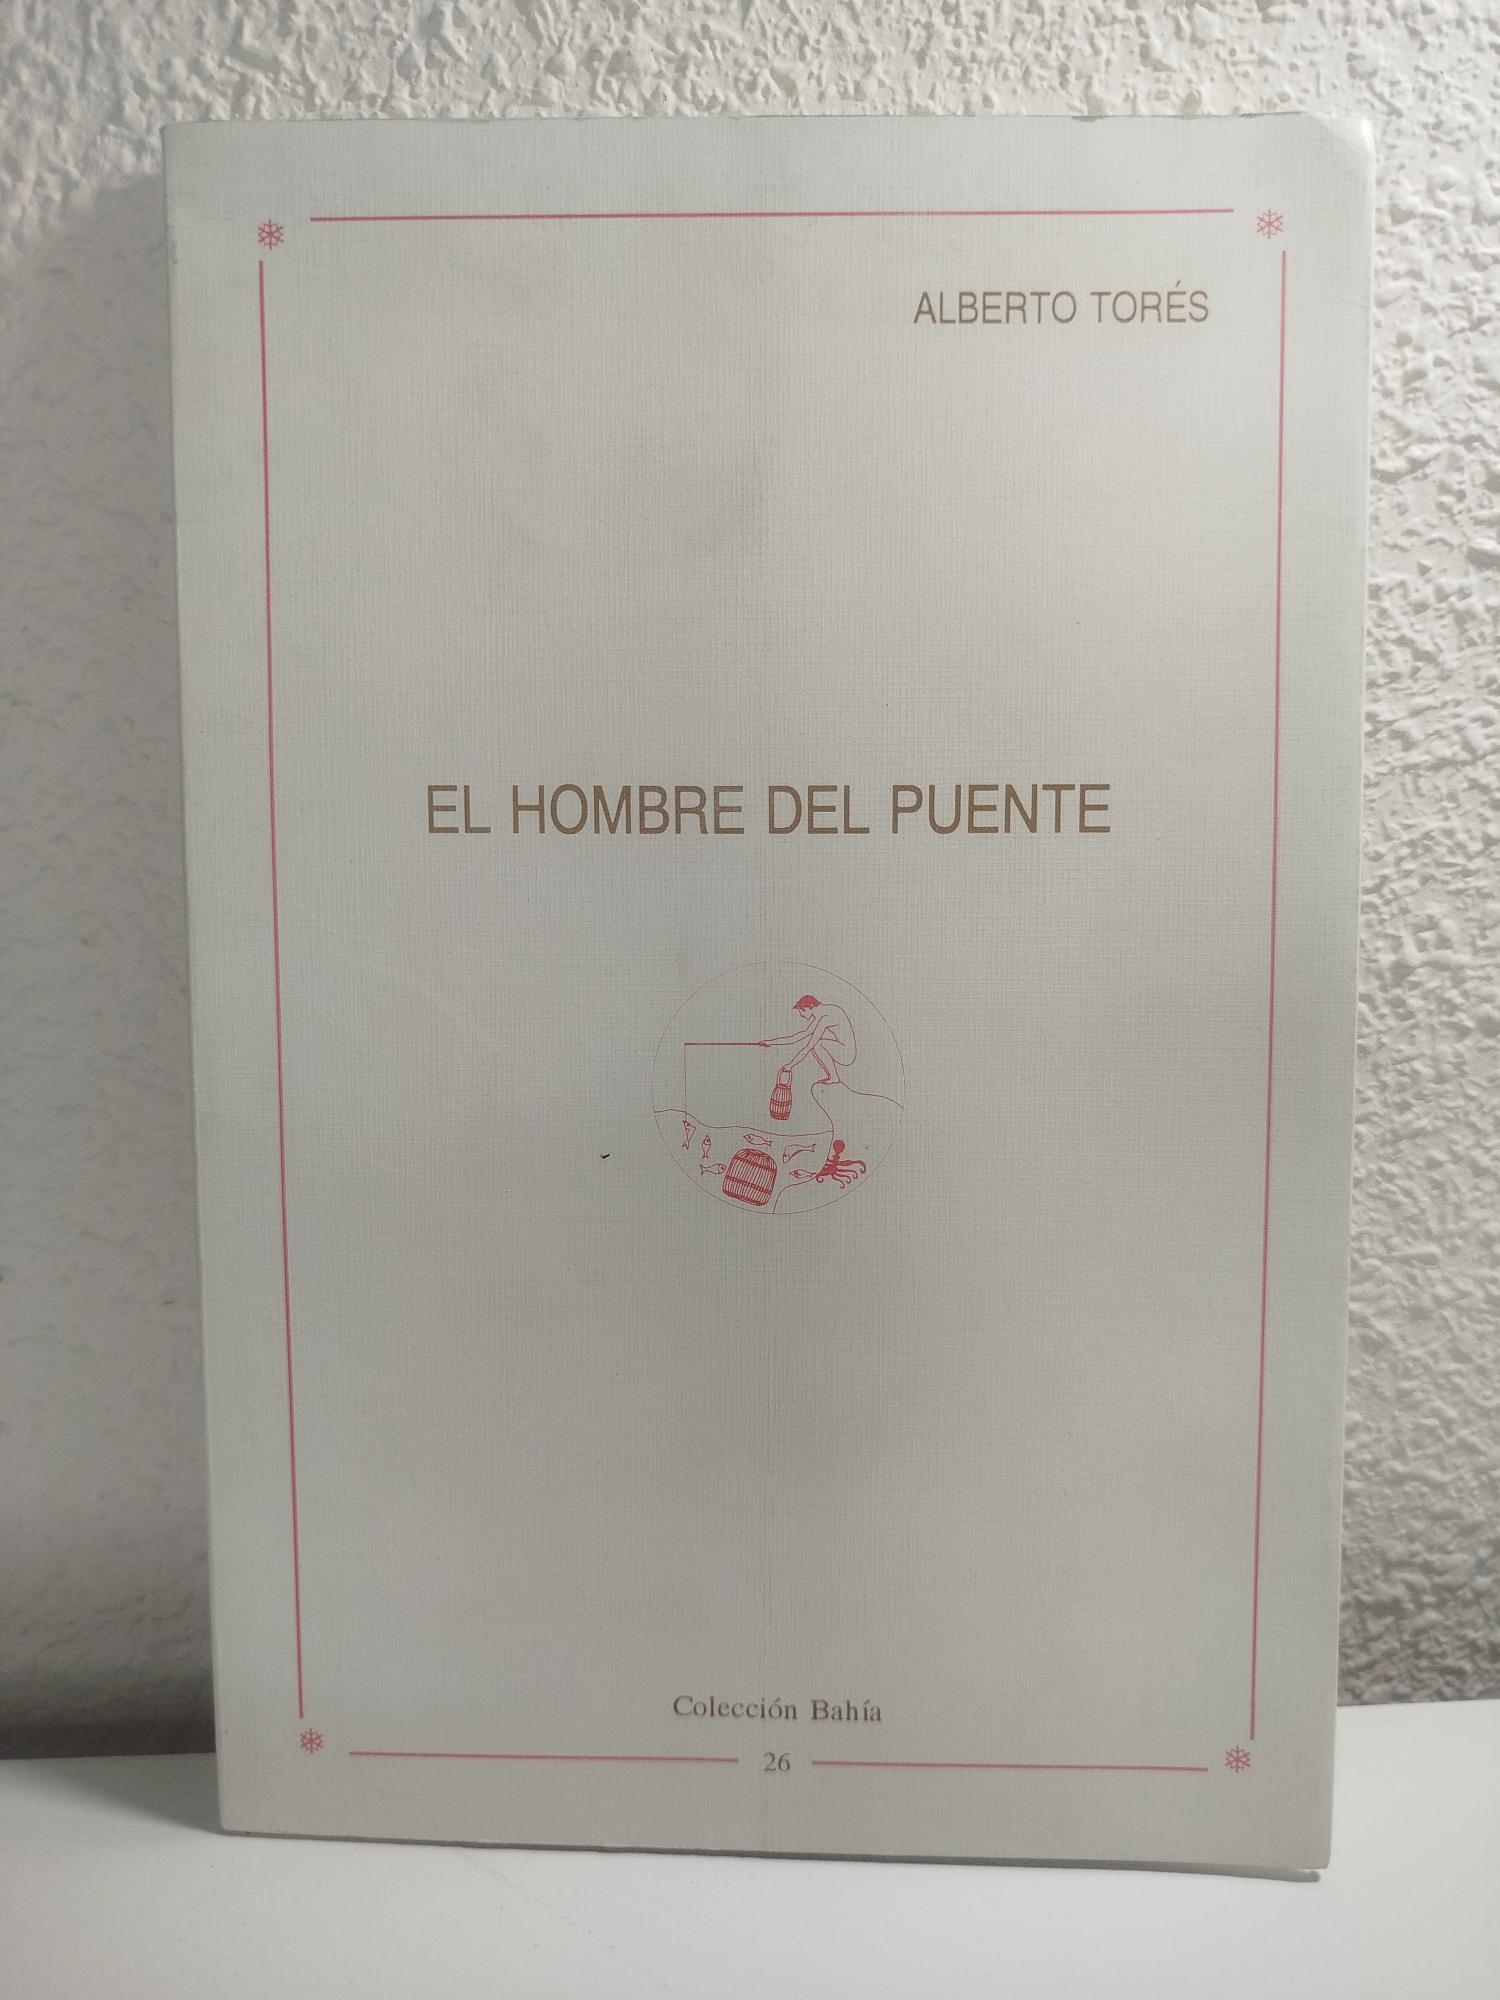 ALBERTO TORÉS
EL HOMBRE DEL PUENTE
Colección Bahía
26